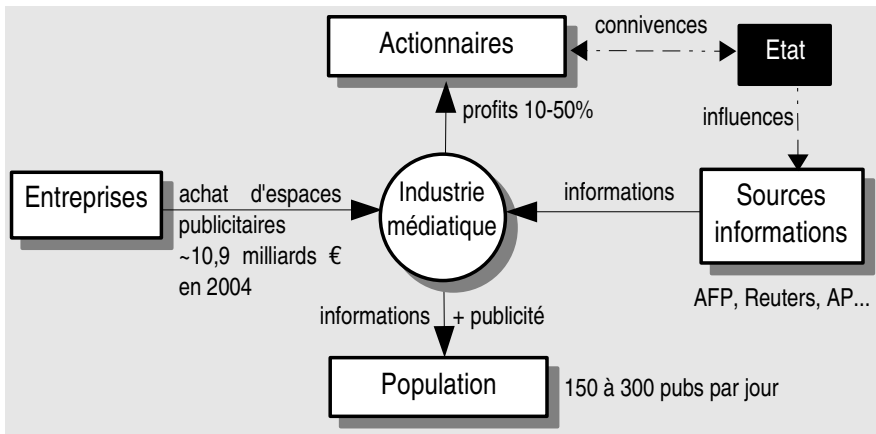 Actionnaires
connivences
Etat
profits 10-50%
influences
Entreprises
achat d'espaces
publicitaires
~10,9 milliards €
en 2004
Industrie
médiatique
informations
Sources
informations
AFP, Reuters, AP...
informations + publicité
Population
150 à 300 pubs par jour